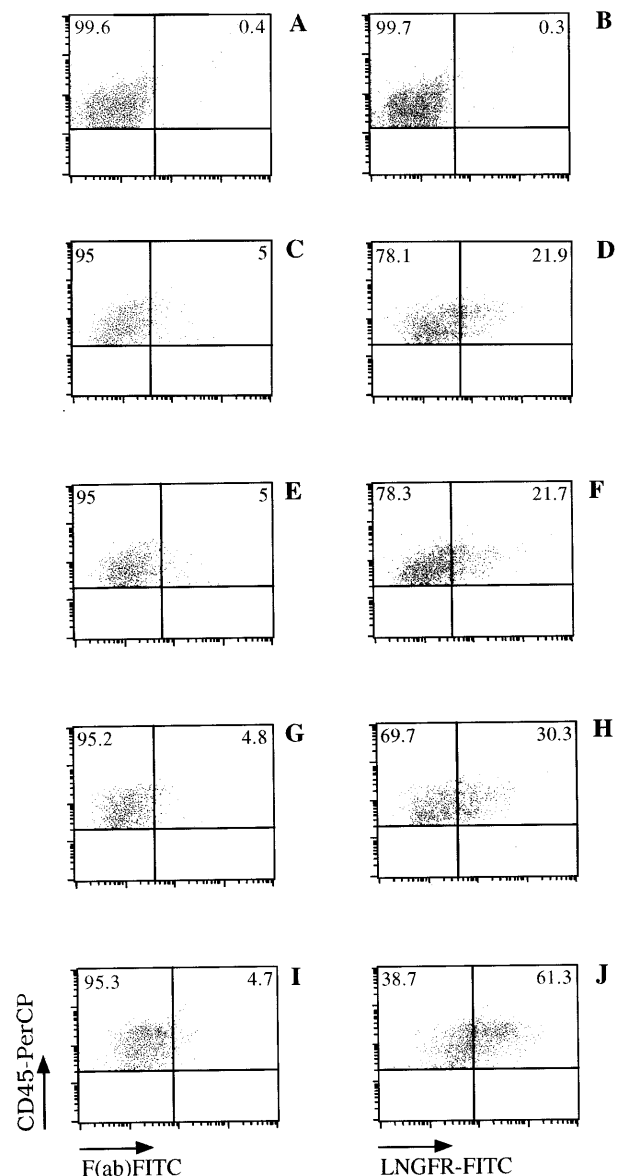 99.6 0.4 A
99.7 0.3 B
95 5 C
78.1 21.9 D
95 5 E
78.3 21.7 F
95.2 4.8 G
69.7 30.3 H
95.3 4.7 I
38.7 61.3 J
CD45-PerCP
F(ab)FITC
LNGFR-FITC